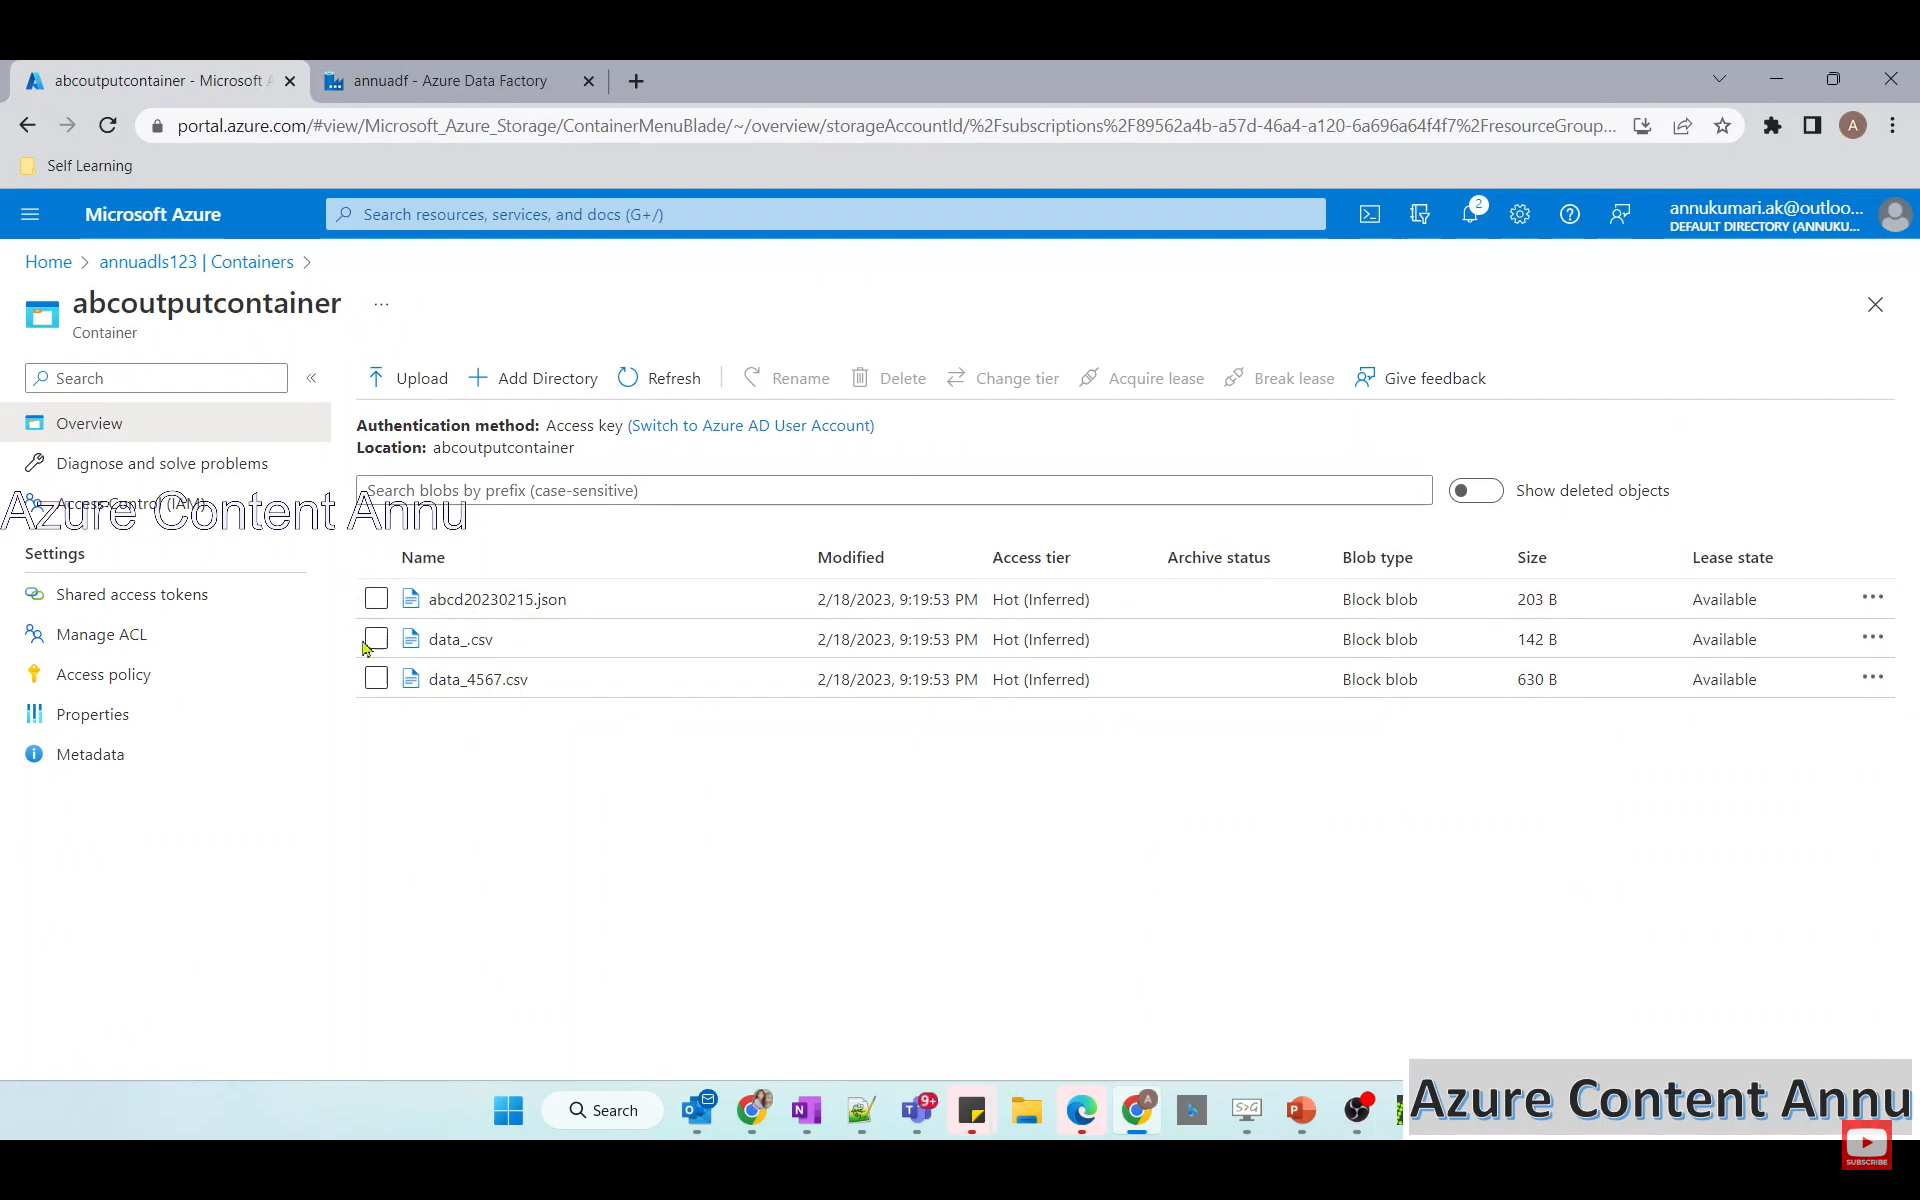 abcoutputcontainer - Microsoft A
annuadf - Azure Data Factory
portal.azure.com/#view/Microsoft_Azure_Storage/ContainerMenuBlade/~/overview/storageAccountId/%2Fsubscriptions%2F89562a4b-a57d-46a4-a120-6a696a64f4f7%2FresourceGroup...
A
Self Learning
Microsoft Azure
Search resources, services, and docs (G+/)
2
annukumari.ak@outloo...
DEFAULT DIRECTORY (ANNUKU...
Home > annuadls123 | Containers >
abcoutputcontainer ...
Container
Search
Upload Add Directory Refresh Rename Delete Change tier Acquire lease Break lease Give feedback
Overview
Authentication method: Access key (Switch to Azure AD User Account)
Location: abcoutputcontainer
Diagnose and solve problems
Search blobs by prefix (case-sensitive)
Show deleted objects
Access Control (IAM)
Azure Content Annu
Settings
Name Modified Access tier Archive status Blob type Size Lease state
Shared access tokens
abcd20230215.json 2/18/2023, 9:19:53 PM Hot (Inferred) Block blob 203 B Available
Manage ACL
data_.csv 2/18/2023, 9:19:53 PM Hot (Inferred) Block blob 142 B Available
Access policy
data_4567.csv 2/18/2023, 9:19:53 PM Hot (Inferred) Block blob 630 B Available
Properties
Metadata
Search
9+
Azure Content Annu
SUBSCRIBE